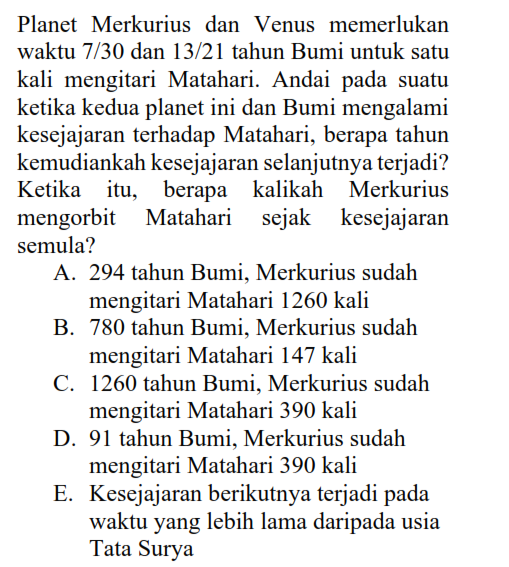 Planet Merkurius dan Venus memerlukan
waktu 7/30 dan 13/21 tahun Bumi untuk satu
kali mengitari Matahari. Andai pada suatu
ketika kedua planet ini dan Bumi mengalami
kesejajaran terhadap Matahari, berapa tahun
kemudiankah kesejajaran selanjutnya terjadi?
Ketika itu, berapa kalikah Merkurius
mengorbit Matahari sejak kesejajaran
semula?
A. 294 tahun Bumi, Merkurius sudah
mengitari Matahari 1260 kali
B. 780 tahun Bumi, Merkurius sudah
mengitari Matahari 147 kali
C. 1260 tahun Bumi, Merkurius sudah
mengitari Matahari 390 kali
D. 91 tahun Bumi, Merkurius sudah
mengitari Matahari 390 kali
E. Kesejajaran berikutnya terjadi pada
waktu yang lebih lama daripada usia
Tata Surya